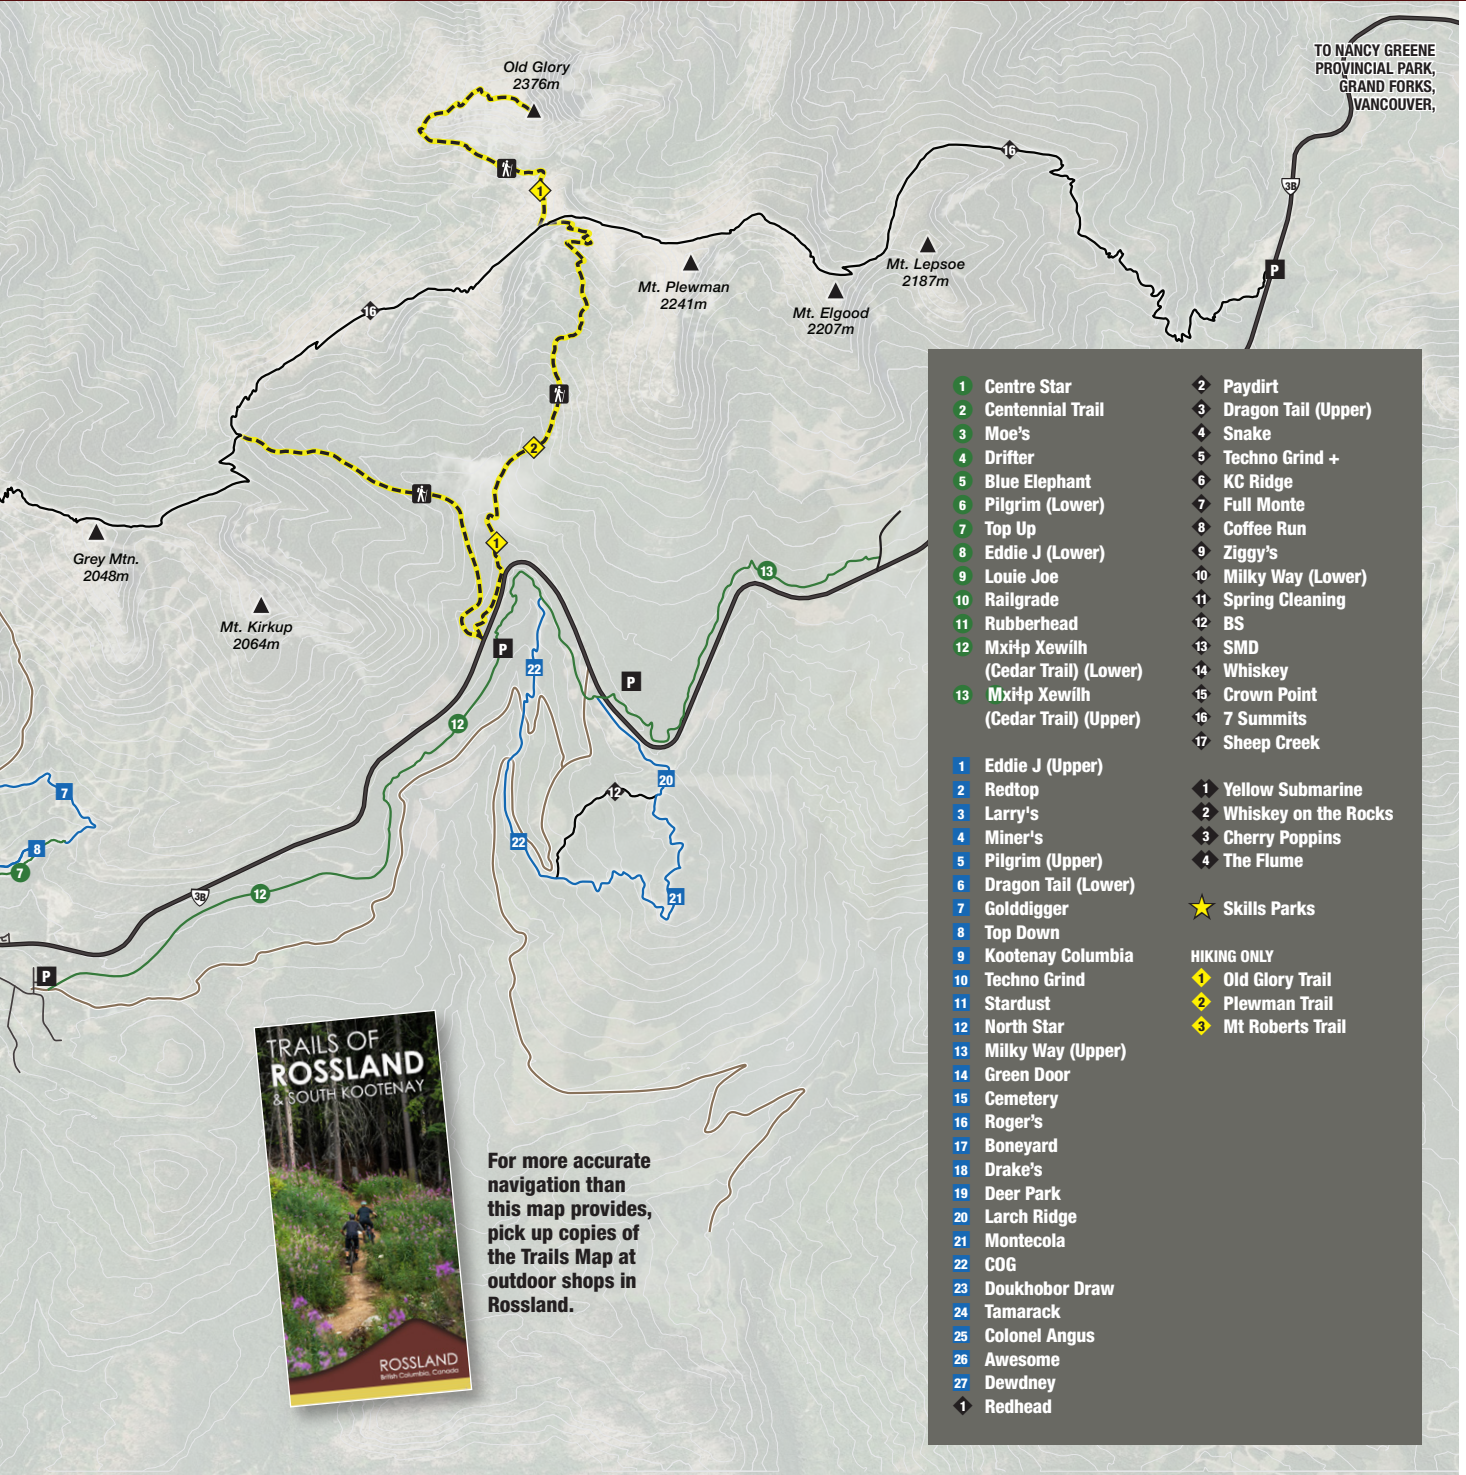 TO NANCY GREENE
PROVINCIAL PARK,
GRAND FORKS,
VANCOUVER,
Old Glory
2376m
16
3B
1
P
Mt. Lepsoe
2187m
Mt. Plewman
2241m
Mt. Elgood
2207m
16
2
1
Grey Mtn.
2048m
Mt. Kirkup
2064m
13
P
22
P
12
20
7
12
22
8
7
21
12
3B
P
1 Centre Star
2 Centennial Trail
3 Moe's
4 Drifter
5 Blue Elephant
6 Pilgrim (Lower)
7 Top Up
8 Eddie J (Lower)
9 Louie Joe
10 Railgrade
11 Rubberhead
12 Mxiɫp Xewílh
(Cedar Trail) (Lower)
13 Mxiɫp Xewílh
(Cedar Trail) (Upper)
1 Eddie J (Upper)
2 Redtop
3 Larry's
4 Miner's
5 Pilgrim (Upper)
6 Dragon Tail (Lower)
7 Golddigger
8 Top Down
9 Kootenay Columbia
10 Techno Grind
11 Stardust
12 North Star
13 Milky Way (Upper)
14 Green Door
15 Cemetery
16 Roger's
17 Boneyard
18 Drake's
19 Deer Park
20 Larch Ridge
21 Montecola
22 COG
23 Doukhobor Draw
24 Tamarack
25 Colonel Angus
26 Awesome
27 Dewdney
1 Redhead
2 Paydirt
3 Dragon Tail (Upper)
4 Snake
5 Techno Grind +
6 KC Ridge
7 Full Monte
8 Coffee Run
9 Ziggy's
10 Milky Way (Lower)
11 Spring Cleaning
12 BS
13 SMD
14 Whiskey
15 Crown Point
16 7 Summits
17 Sheep Creek
1 Yellow Submarine
2 Whiskey on the Rocks
3 Cherry Poppins
4 The Flume
Skills Parks
HIKING ONLY
1 Old Glory Trail
2 Plewman Trail
3 Mt Roberts Trail
TRAILS OF
ROSSLAND
& SOUTH KOOTENAY
ROSSLAND
British Columbia, Canada
For more accurate
navigation than
this map provides,
pick up copies of
the Trails Map at
outdoor shops in
Rossland.